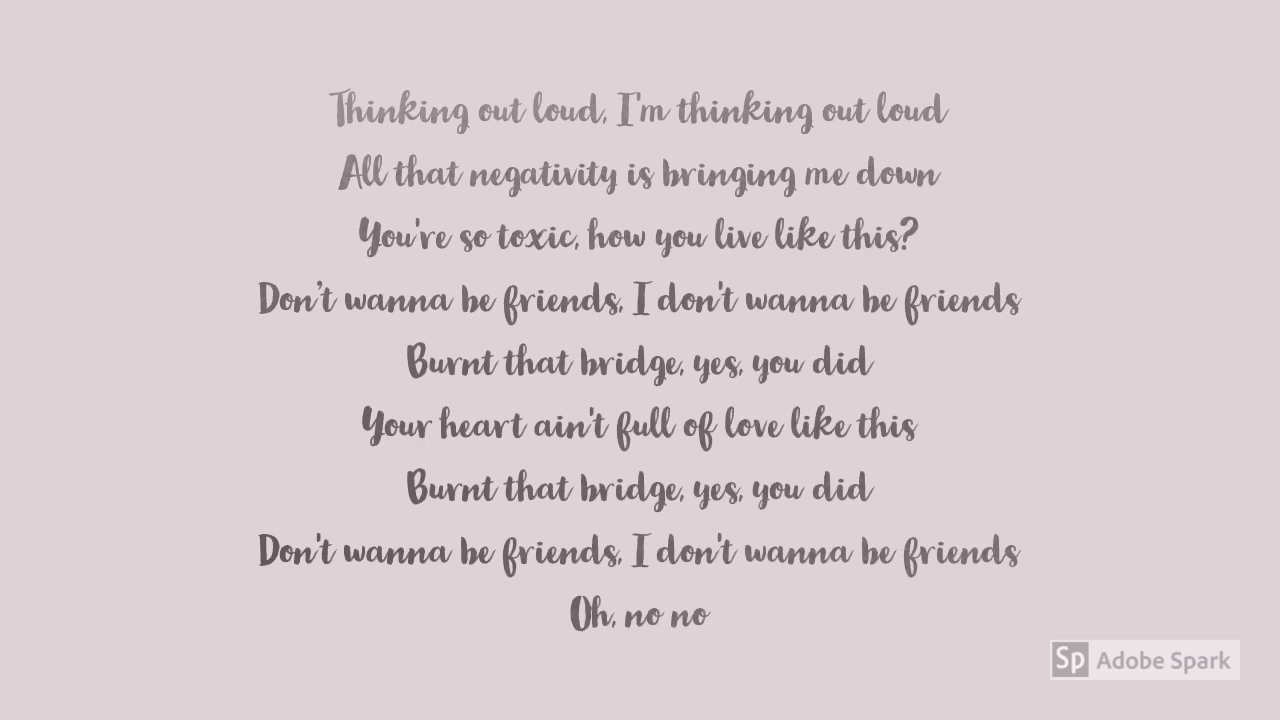 Thinking out loud, I'm thinking out loud
All that negativity is bringing me down
You're so toxic, how you live like this?
Don’t wanna be friends, I don't wanna be friends
Burnt that bridge, yes, you did
Your heart ain't full of love like this
Burnt that bridge, yes, you did
Don't wanna be friends, I don't wanna be friends
Oh, no no
Sp Adobe Spark